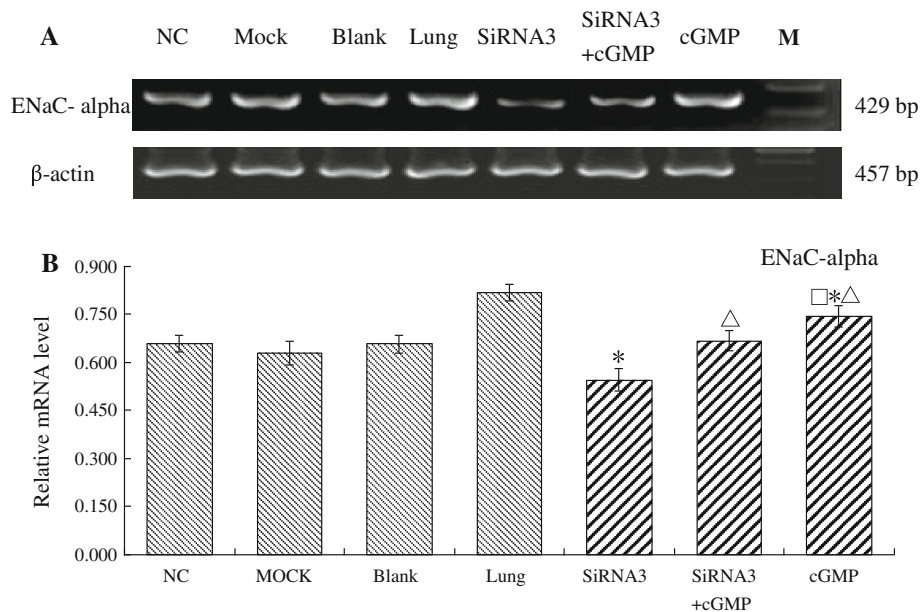 A NC Mock Blank Lung SiRNA3 SiRNA3 +cGMP cGMP M
ENaC- alpha 429 bp
β-actin 457 bp
B ENaC-alpha
Relative mRNA level
0.900
0.750
0.600
0.450
0.300
0.150
0.000
□*△
△
*
NC MOCK Blank Lung SiRNA3 SiRNA3 +cGMP cGMP